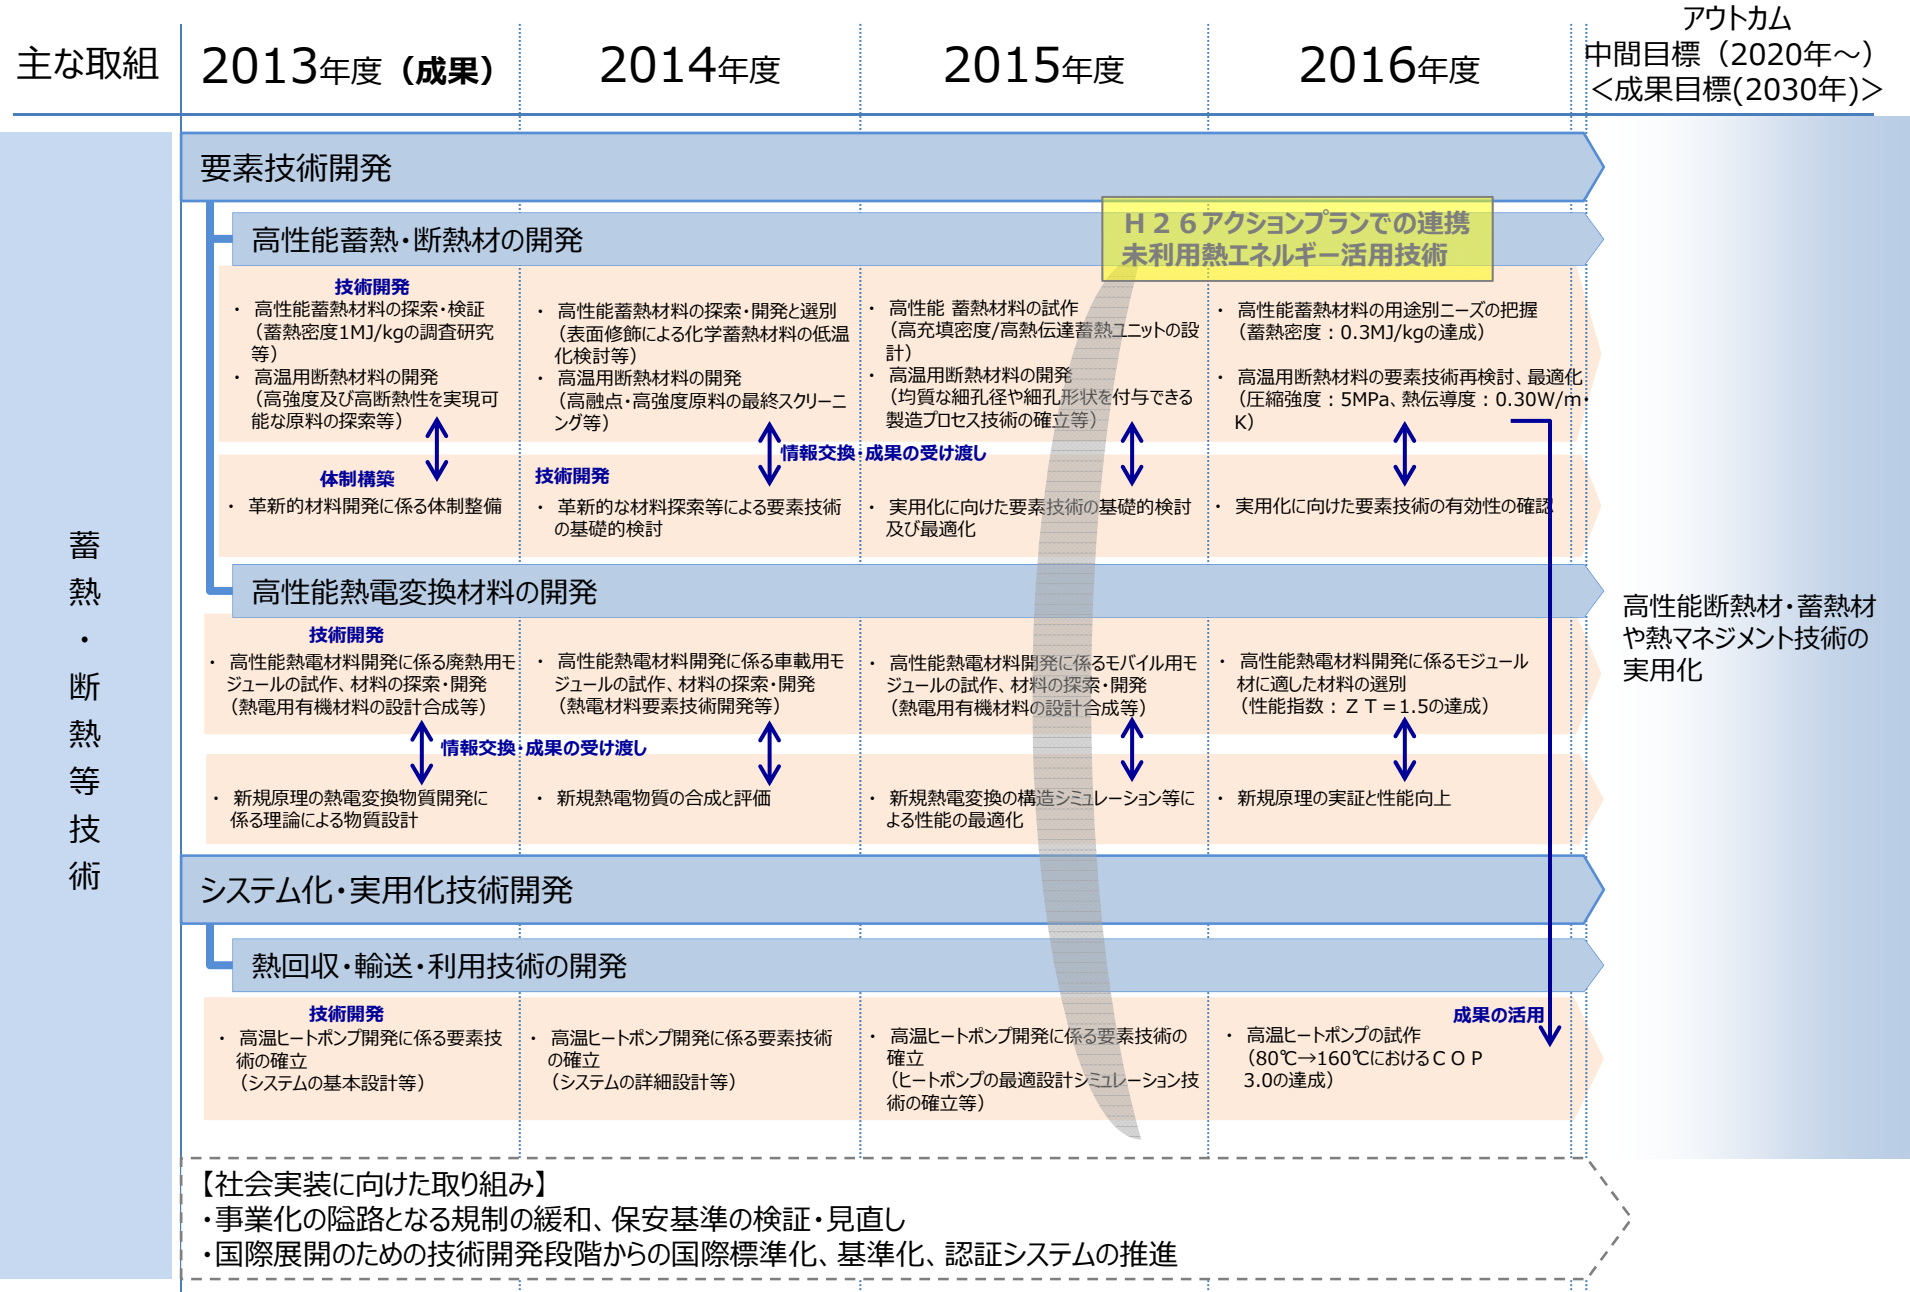 主な取組
2013年度（成果）
2014年度
2015年度
2016年度
アウトカム
中間目標（2020年～）
＜成果目標(2030年)＞
蓄熱・断熱等技術
要素技術開発
高性能蓄熱・断熱材の開発
Ｈ２６アクションプランでの連携
未利用熱エネルギー活用技術
技術開発
・ 高性能蓄熱材料の探索・検証
（蓄熱密度1MJ/kgの調査研究
等）
・ 高温用断熱材料の開発
（高強度及び高断熱性を実現可
能な原料の探索等）
・ 高性能蓄熱材料の探索・開発と選別
（表面修飾による化学蓄熱材料の低温
化検討等）
・ 高温用断熱材料の開発
（高融点・高強度原料の最終スクリーニ
ング等）
・ 高性能 蓄熱材料の試作
（高充填密度/高熱伝達蓄熱ユニットの設
計）
・ 高温用断熱材料の開発
（均質な細孔径や細孔形状を付与できる
製造プロセス技術の確立等）
・ 高性能蓄熱材料の用途別ニーズの把握
（蓄熱密度：0.3MJ/kgの達成）
・ 高温用断熱材料の要素技術再検討、最適化
（圧縮強度：5MPa、熱伝導度：0.30W/m・
K）
情報交換・成果の受け渡し
体制構築
・ 革新的材料開発に係る体制整備
技術開発
・ 革新的な材料探索等による要素技術
の基礎的検討
・ 実用化に向けた要素技術の基礎的検討
及び最適化
・ 実用化に向けた要素技術の有効性の確認
高性能熱電変換材料の開発
技術開発
・ 高性能熱電材料開発に係る廃熱用モ
ジュールの試作、材料の探索・開発
（熱電用有機材料の設計合成等）
・ 高性能熱電材料開発に係る車載用モ
ジュールの試作、材料の探索・開発
（熱電材料要素技術開発等）
・ 高性能熱電材料開発に係るモバイル用モ
ジュールの試作、材料の探索・開発
（熱電用有機材料の設計合成等）
・ 高性能熱電材料開発に係るモジュール
材に適した材料の選別
（性能指数：ＺＴ＝1.5の達成）
情報交換・成果の受け渡し
・ 新規原理の熱電変換物質開発に
係る理論による物質設計
・ 新規熱電物質の合成と評価
・ 新規熱電変換の構造シミュレーション等に
よる性能の最適化
・ 新規原理の実証と性能向上
高性能断熱材・蓄熱材
や熱マネジメント技術の
実用化
システム化・実用化技術開発
熱回収・輸送・利用技術の開発
技術開発
・ 高温ヒートポンプ開発に係る要素技
術の確立
（システムの基本設計等）
・ 高温ヒートポンプ開発に係る要素技術
の確立
（システムの詳細設計等）
・ 高温ヒートポンプ開発に係る要素技術の
確立
（ヒートポンプの最適設計シミュレーション技
術の確立等）
成果の活用
・ 高温ヒートポンプの試作
（80℃→160℃におけるＣＯＰ
3.0の達成）
【社会実装に向けた取り組み】
・事業化の隘路となる規制の緩和、保安基準の検証・見直し
・国際展開のための技術開発段階からの国際標準化、基準化、認証システムの推進